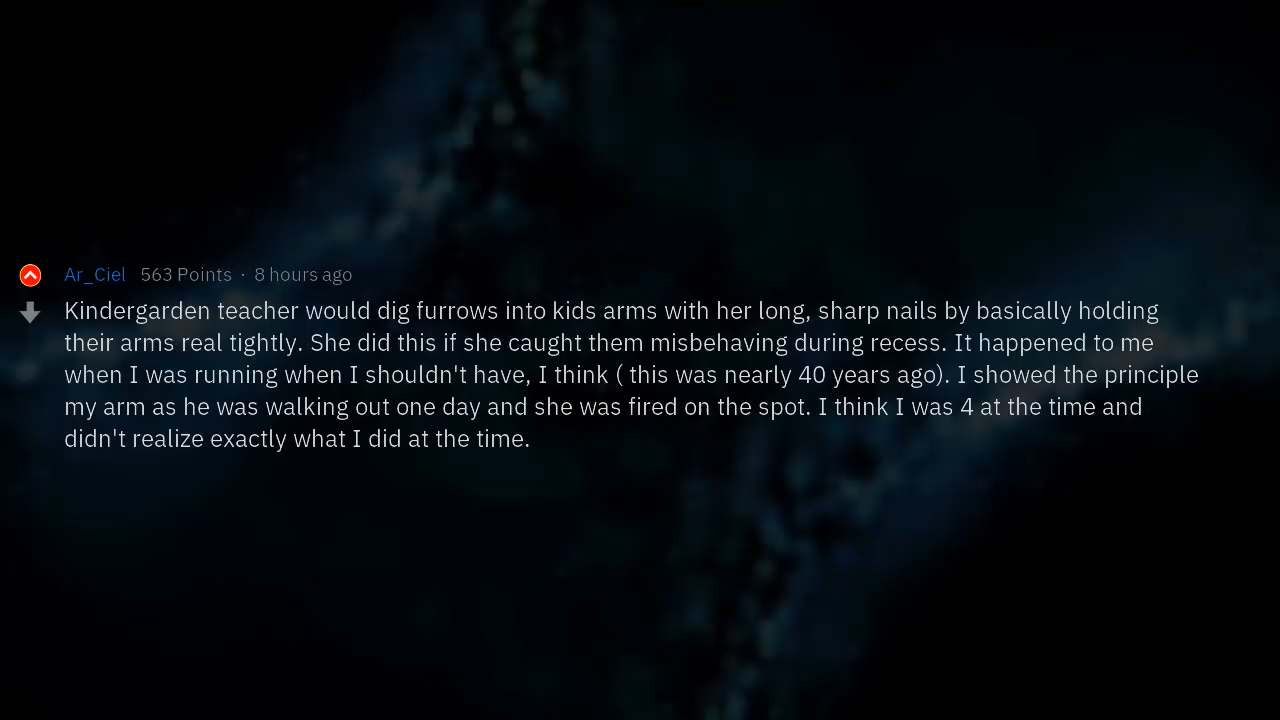 Ar_Ciel 563 Points · 8 hours ago
Kindergarden teacher would dig furrows into kids arms with her long, sharp nails by basically holding
their arms real tightly. She did this if she caught them misbehaving during recess. It happened to me
when I was running when I shouldn't have, I think ( this was nearly 40 years ago). I showed the principle
my arm as he was walking out one day and she was fired on the spot. I think I was 4 at the time and
didn't realize exactly what I did at the time.